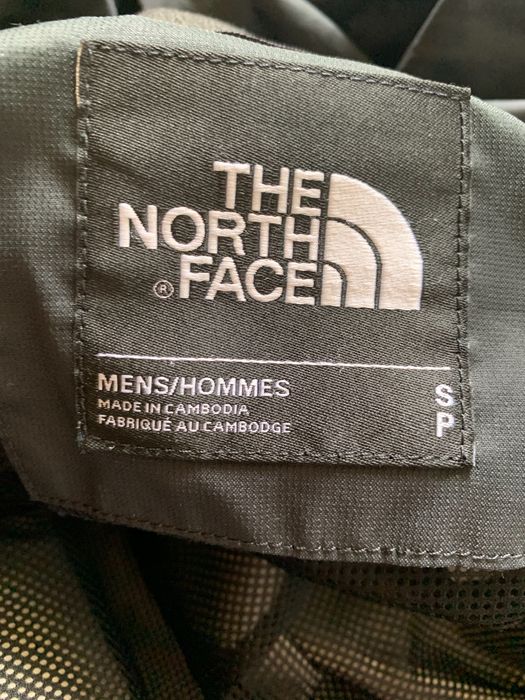 THE
NORTH
® FACE
MENS/HOMMES
MADE IN CAMBODIA
FABRIQUÉ AU CAMBODGE
S
P